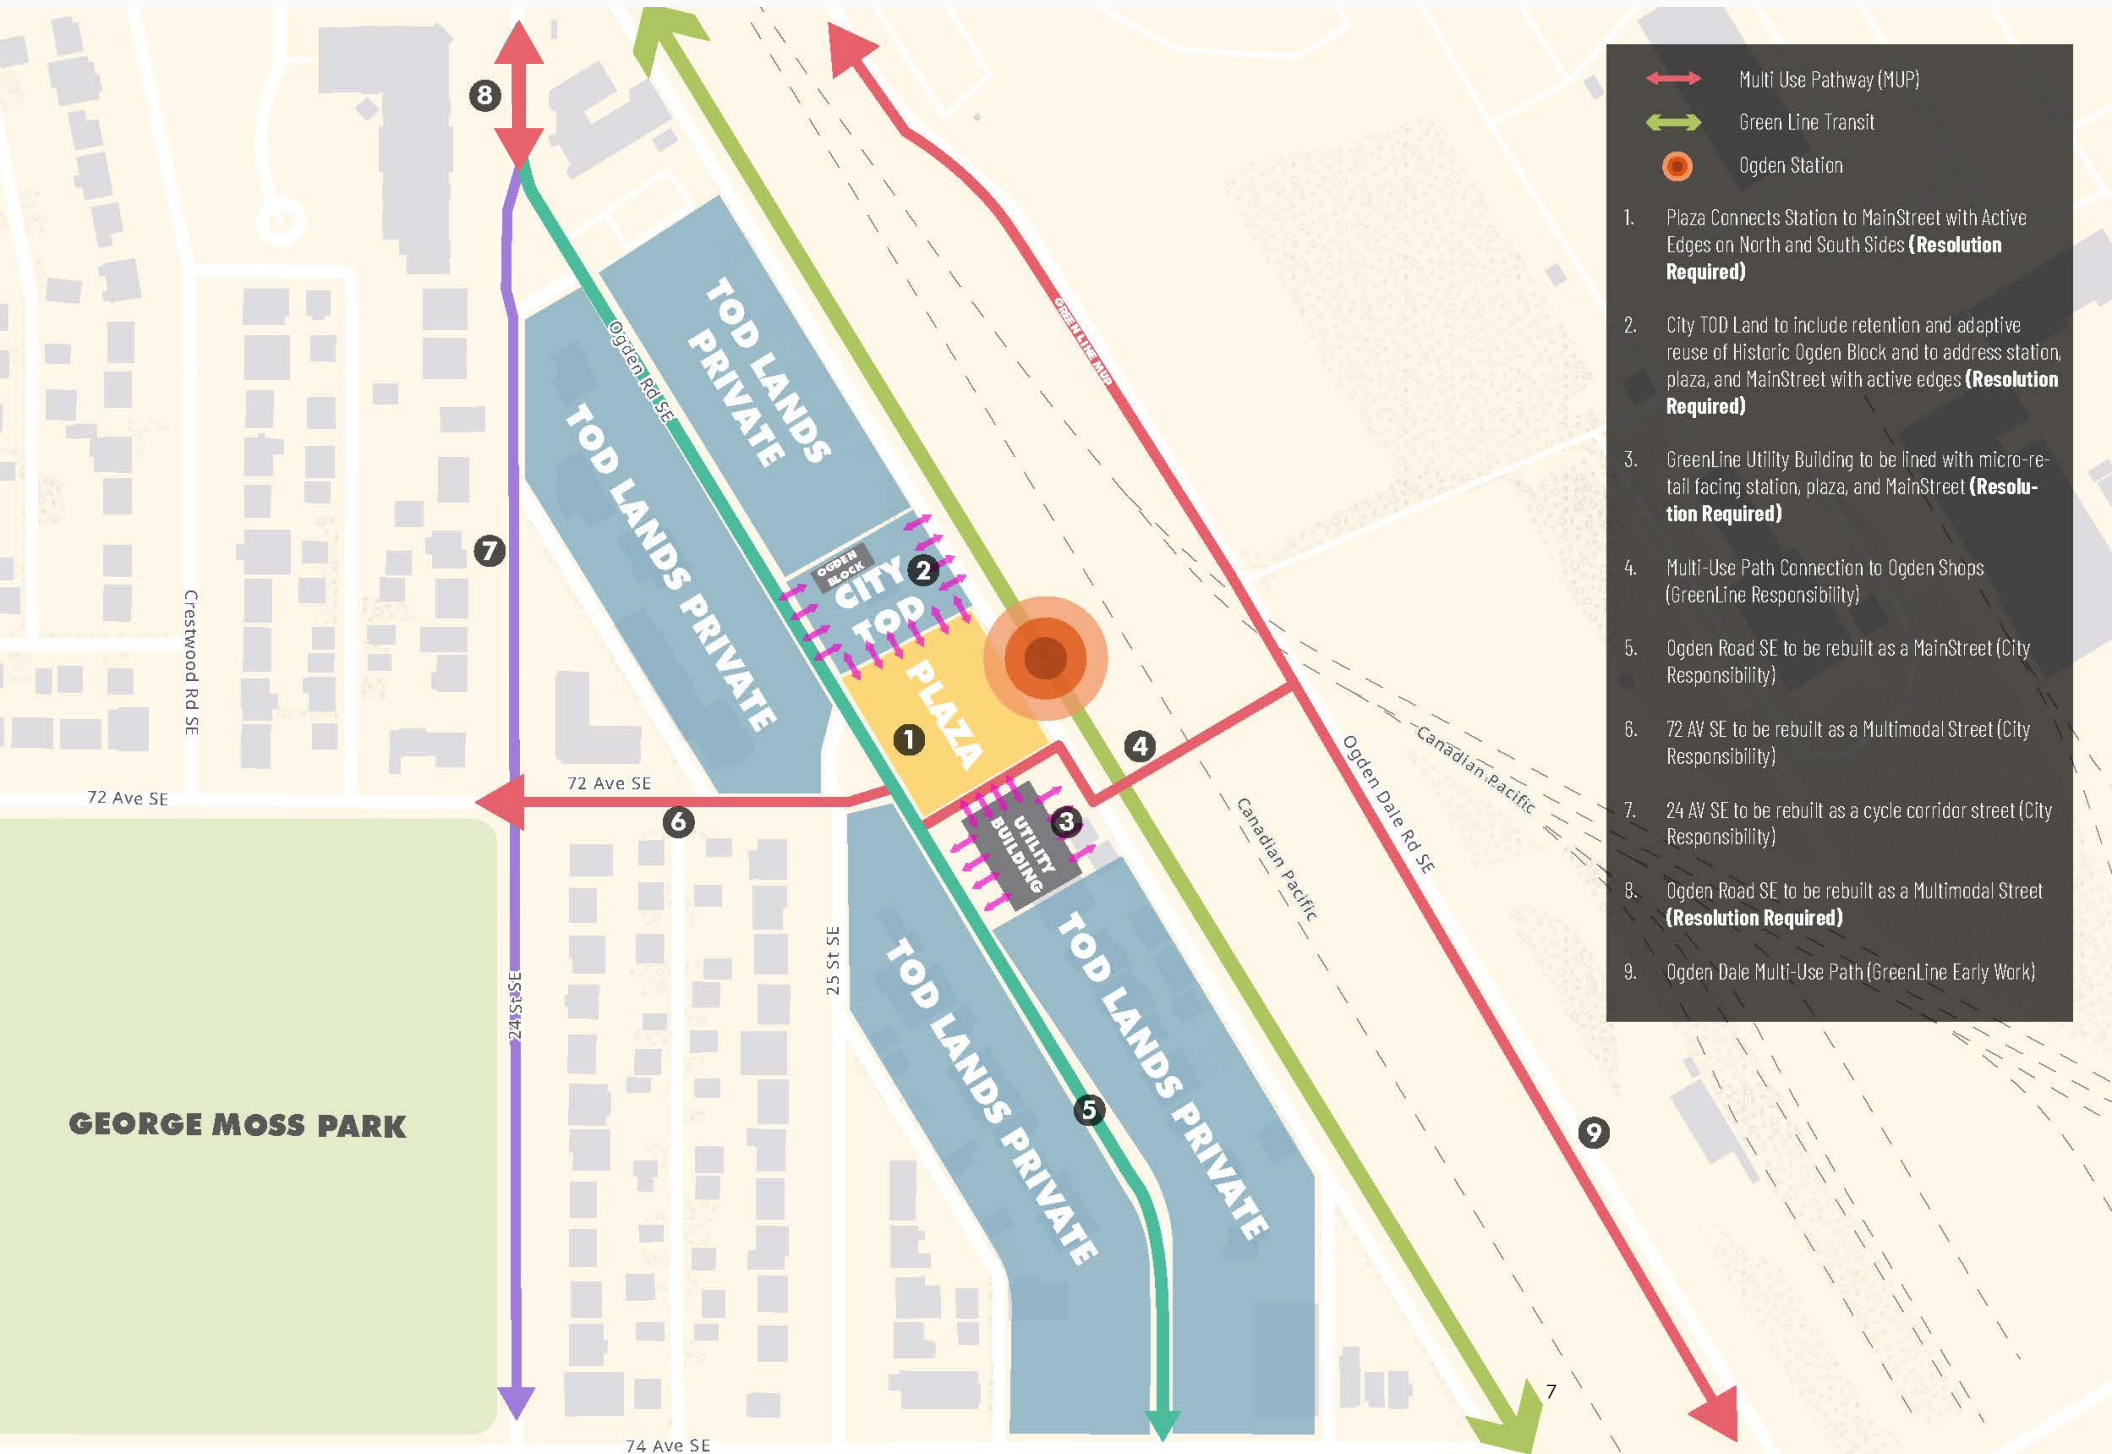 8
Multi Use Pathway (MUP)
Green Line Transit
Ogden Station
1. Plaza Connects Station to MainStreet with Active
Edges on North and South Sides (Resolution
Required)
2. City TOD Land to include retention and adaptive
reuse of Historic Ogden Block and to address station,
plaza, and MainStreet with active edges (Resolution
Required)
3. GreenLine Utility Building to be lined with micro-re-
tail facing station, plaza, and MainStreet (Resolu-
tion Required)
4. Multi-Use Path Connection to Ogden Shops
(GreenLine Responsibility)
5. Ogden Road SE to be rebuilt as a MainStreet (City
Responsibility)
6. 72 AV SE to be rebuilt as a Multimodal Street (City
Responsibility)
7. 24 AV SE to be rebuilt as a cycle corridor street (City
Responsibility)
8. Ogden Road SE to be rebuilt as a Multimodal Street
(Resolution Required)
9. Ogden Dale Multi-Use Path (GreenLine Early Work)
TOD LANDS
PRIVATE
GREEN LINE MUP
Ogden Rd SE
TOD LANDS PRIVATE
7
OGDEN
BLOCK
CITY
TOD
2
Crestwood Rd SE
PLAZA
1
4
Ogden Dale Rd SE
Canadian Pacific
Canadian Pacific
72 Ave SE
72 Ave SE
6
3
UTILITY
BUILDING
24 St SE
25 St SE
TOD LANDS PRIVATE
TOD LANDS PRIVATE
5
GEORGE MOSS PARK
9
7
74 Ave SE